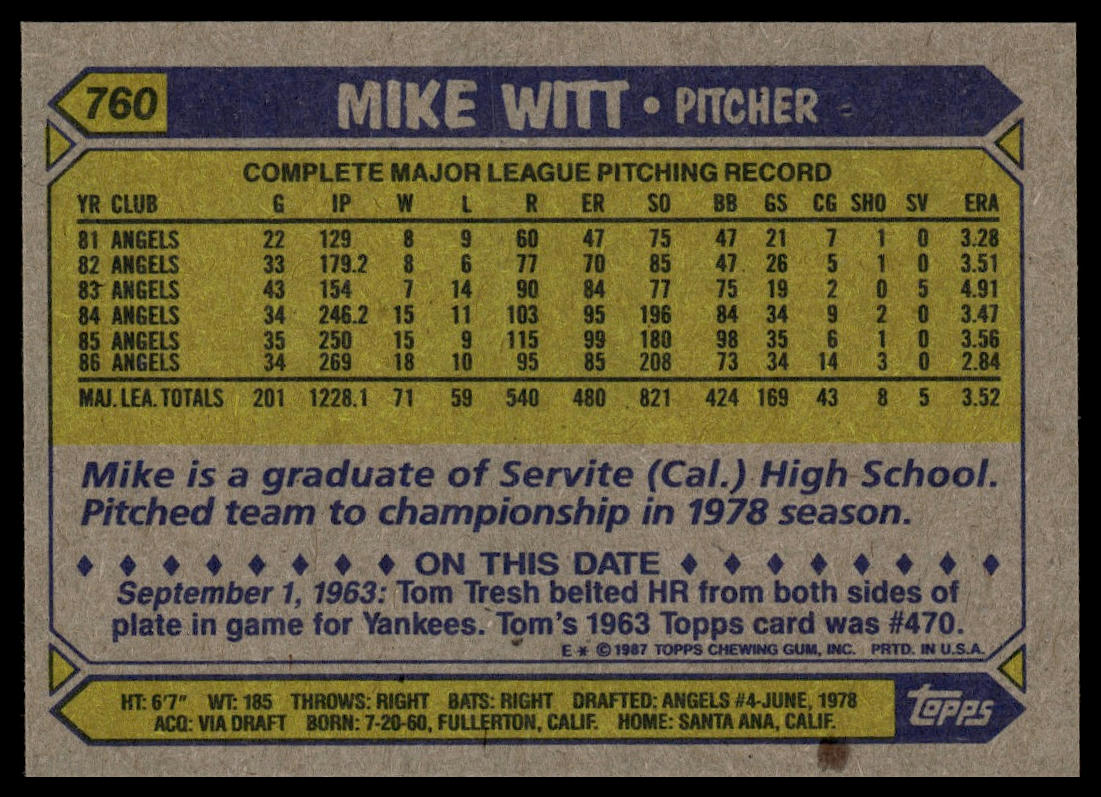 760 MIKE WITT • PITCHER
COMPLETE MAJOR LEAGUE PITCHING RECORD
YR CLUB G IP W L R ER SO BB GS CG SHO SV ERA
81 ANGELS 22 129 8 9 60 47 75 47 21 7 1 0 3.28
82 ANGELS 33 179.2 8 6 77 70 85 47 26 5 1 0 3.51
83 ANGELS 43 154 7 14 90 84 77 75 19 2 0 5 4.91
84 ANGELS 34 246.2 15 11 103 95 196 84 34 9 2 0 3.47
85 ANGELS 35 250 15 9 115 99 180 98 35 6 1 0 3.56
86 ANGELS 34 269 18 10 95 85 208 73 34 14 3 0 2.84
MAJ. LEA. TOTALS 201 1228.1 71 59 540 480 821 424 169 43 8 5 3.52
Mike is a graduate of Servite (Cal.) High School.
Pitched team to championship in 1978 season.
♦ ♦ ♦ ♦ ♦ ♦ ♦ ♦ ON THIS DATE ♦ ♦ ♦ ♦ ♦ ♦ ♦ ♦
September 1, 1963: Tom Tresh belted HR from both sides of
plate in game for Yankees. Tom's 1963 Topps card was #470.
E * © 1987 TOPPS CHEWING GUM, INC. PRTD. IN U.S.A.
HT: 6'7" WT: 185 THROWS: RIGHT BATS: RIGHT DRAFTED: ANGELS #4-JUNE, 1978
ACQ: VIA DRAFT BORN: 7-20-60, FULLERTON, CALIF. HOME: SANTA ANA, CALIF.
topps